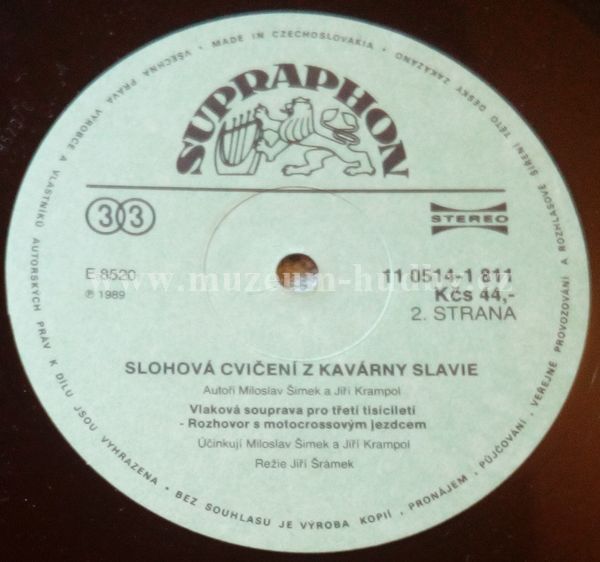 MADE IN CZECHOSLOVAKIA • VŠECHNA PRÁVA VÝROBCE A VLASTNÍKŮ AUTORSKÝCH PRÁV K DÍLU JSOU VYHRAZENA • BEZ SOUHLASU JE VÝROBA KOPIÍ, PRONÁJEM, PŮJČOVÁNÍ, VEŘEJNÉ PROVOZOVÁNÍ A ROZHLASOVÉ ŠÍŘENÍ TÉTO DESKY ZAKÁZÁNO •
SUPRAPHON
33
STEREO
E 8520
℗ 1989
11 0514-1 811
Kčs 44,-
2. STRANA
www.muzeum-hudby.cz
SLOHOVÁ CVIČENÍ Z KAVÁRNY SLAVIE
Autoři Miloslav Šimek a Jiří Krampol
Vlaková souprava pro třetí tisíciletí
- Rozhovor s motocrossovým jezdcem
Účinkují Miloslav Šimek a Jiří Krampol
Režie Jiří Šrámek